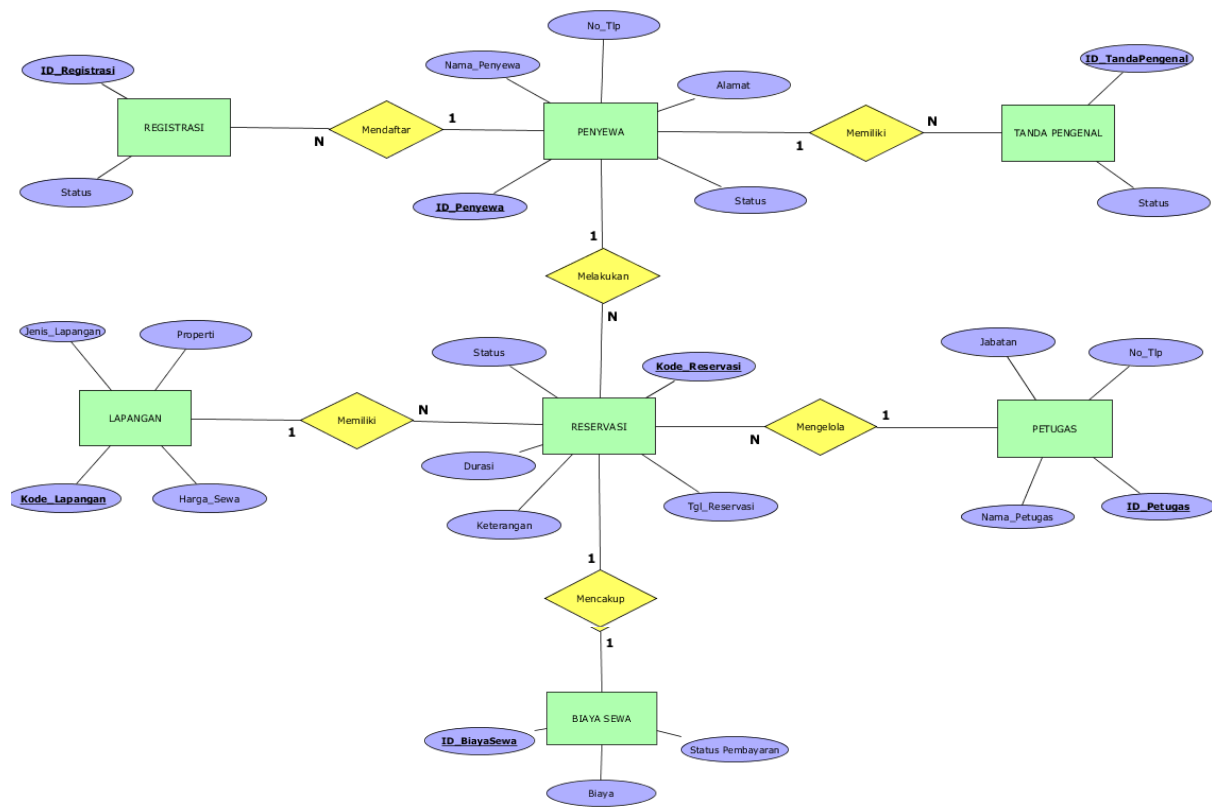 No_Tlp
ID_Registrasi
Nama_Penyewa
ID_TandaPengenal
Alamat
REGISTRASI
N
Mendaftar
1
PENYEWA
1
Memiliki
N
TANDA PENGENAL
Status
ID_Penyewa
Status
Status
1
Melakukan
N
Jenis_Lapangan
Properti
Status
Kode_Reservasi
Jabatan
No_Tlp
LAPANGAN
1
Memiliki
N
RESERVASI
N
Mengelola
1
PETUGAS
Kode_Lapangan
Harga_Sewa
Durasi
Keterangan
Tgl_Reservasi
Nama_Petugas
ID_Petugas
1
Mencakup
1
BIAYA SEWA
ID_BiayaSewa
Status Pembayaran
Biaya